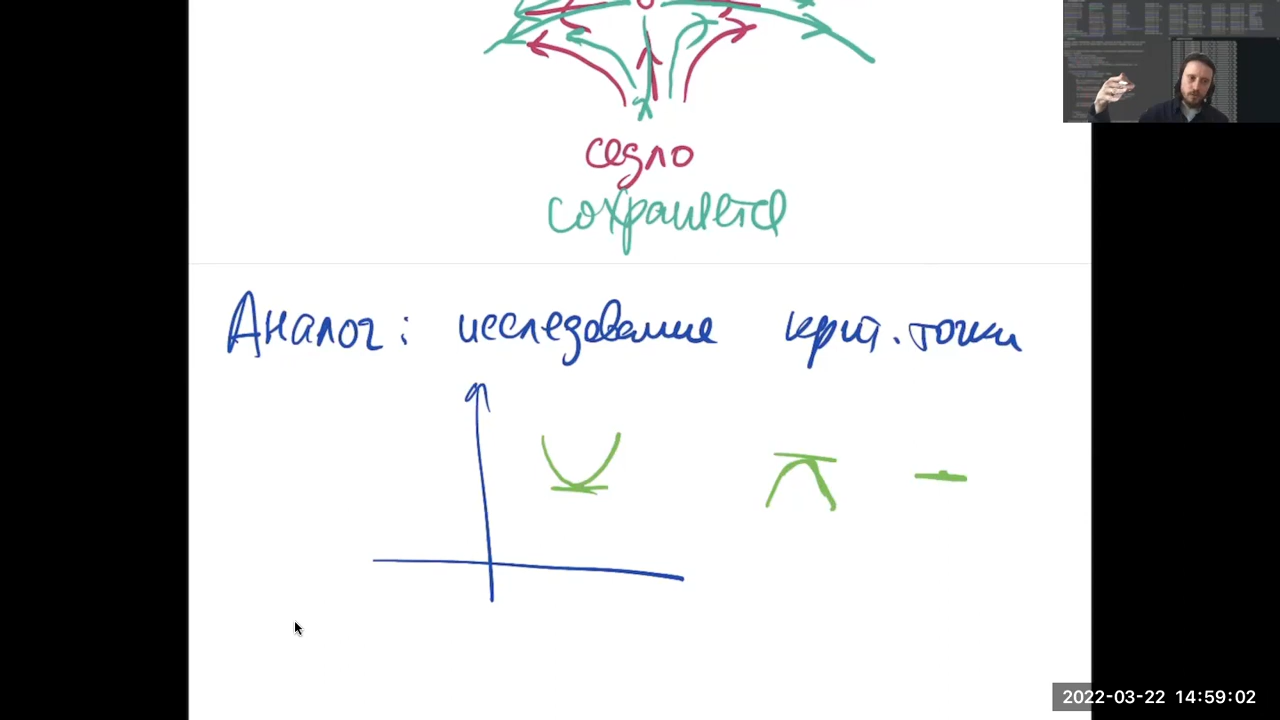 седло
сохраняется
Аналог: исследование крит. точки
2022-03-22 14:59:02